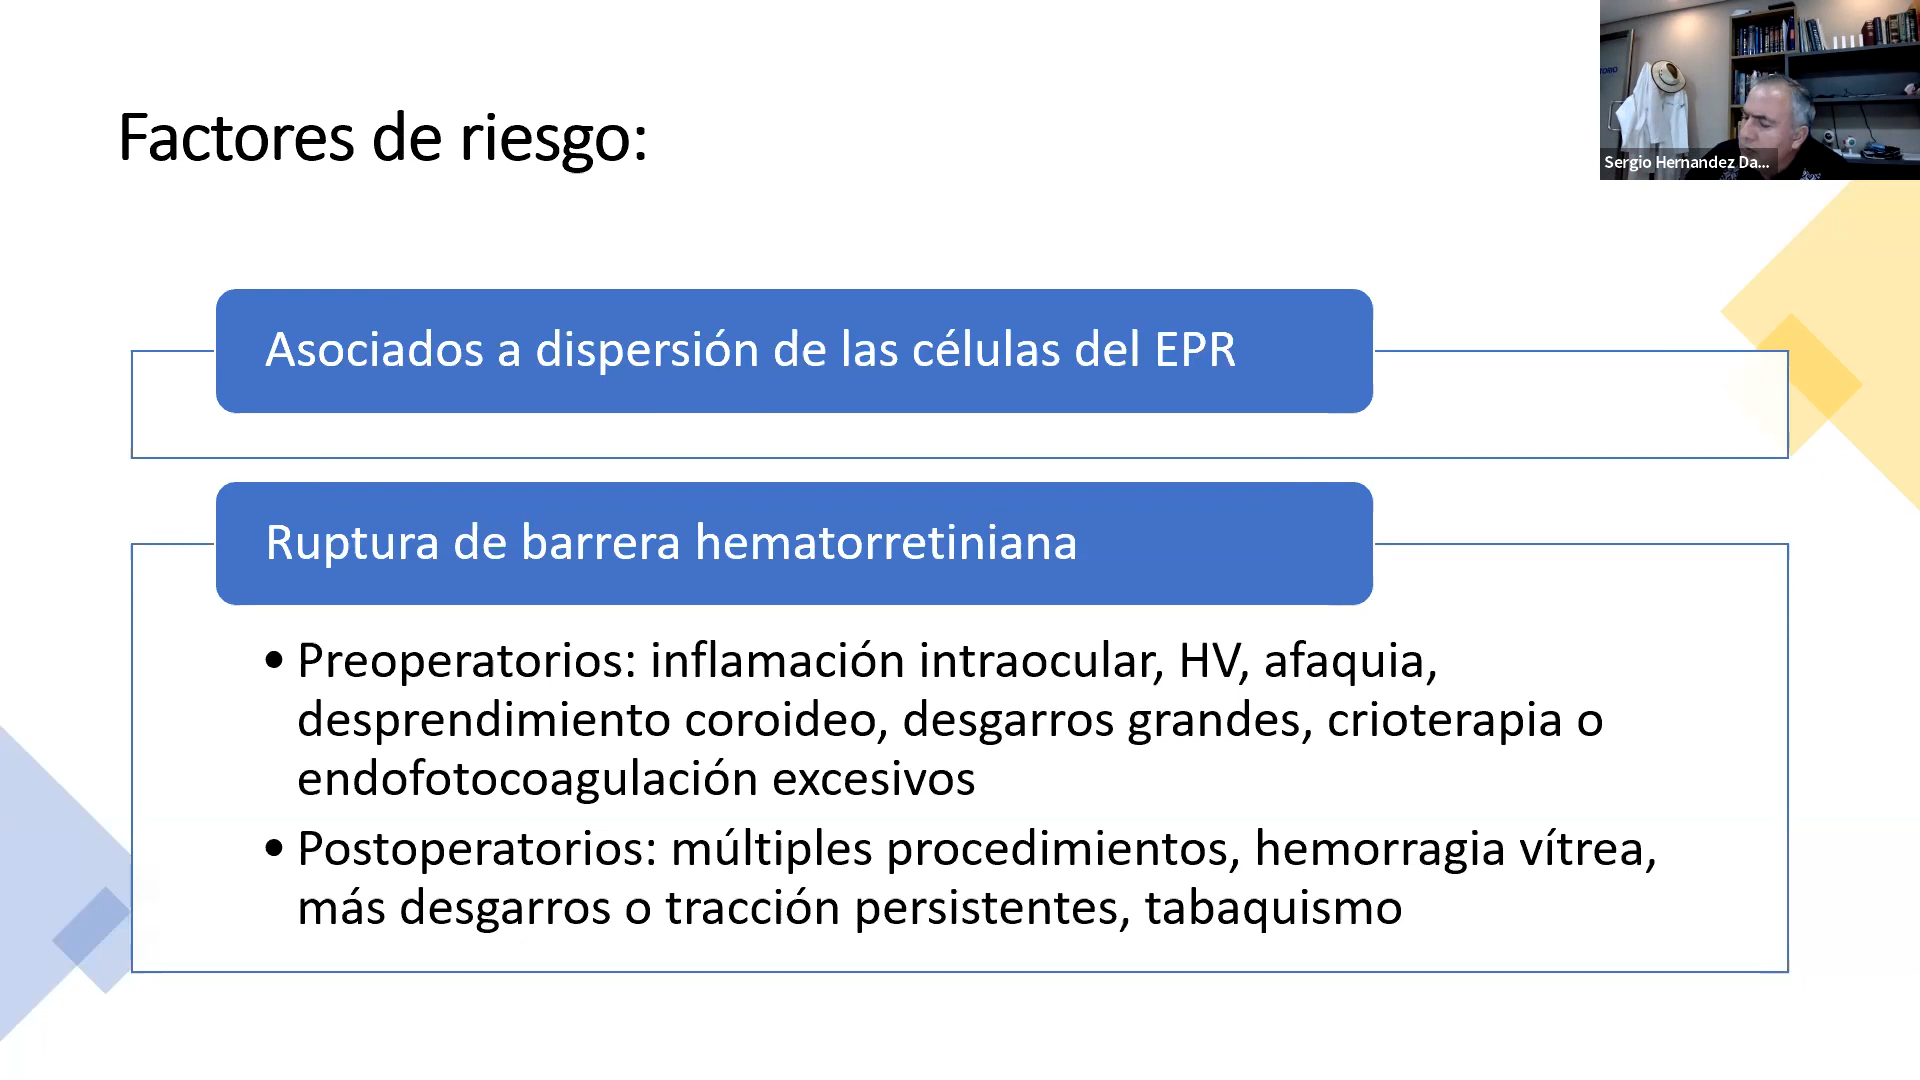 Factores de riesgo:
Sergio Hernandez Da...
Asociados a dispersión de las células del EPR
Ruptura de barrera hematorretiniana
• Preoperatorios: inflamación intraocular, HV, afaquia,
desprendimiento coroideo, desgarros grandes, crioterapia o
endofotocoagulación excesivos
• Postoperatorios: múltiples procedimientos, hemorragia vítrea,
más desgarros o tracción persistentes, tabaquismo